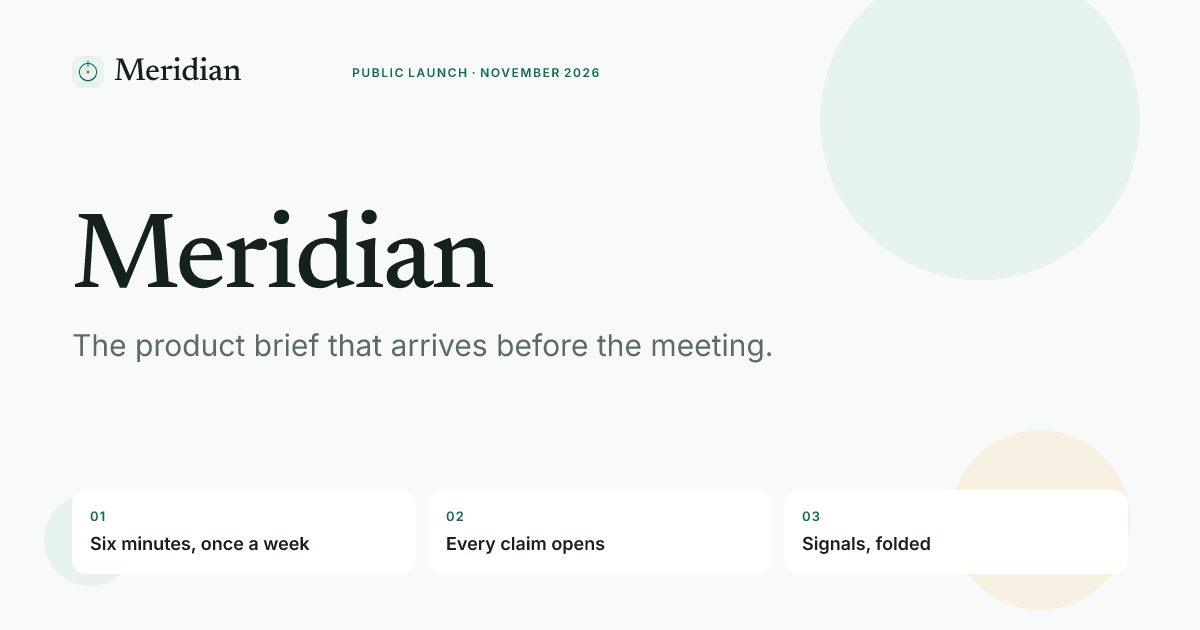 Meridian
PUBLIC LAUNCH · NOVEMBER 2026
Meridian
The product brief that arrives before the meeting.
01
Six minutes, once a week
02
Every claim opens
03
Signals, folded